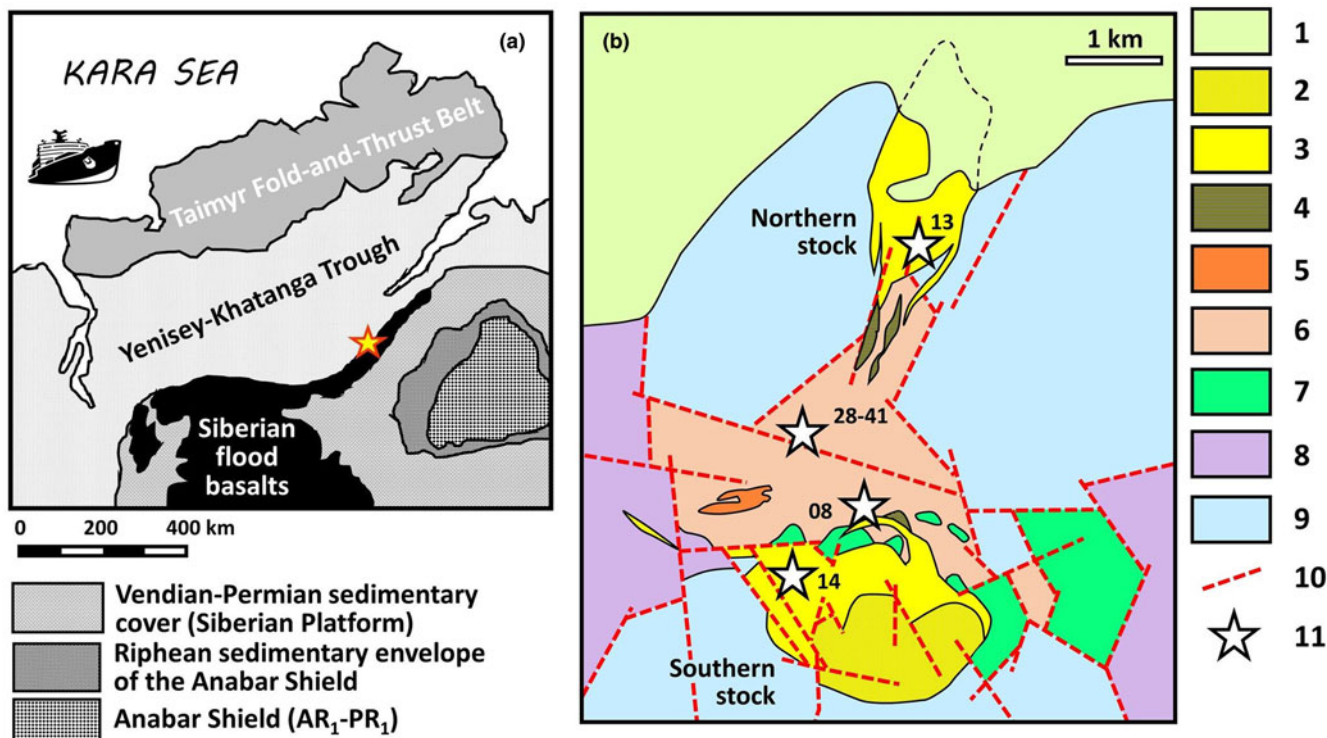 (a)
KARA SEA
Taimyr Fold-and-Thrust Belt
Yenisey-Khatanga Trough
Siberian
flood
basalts
0 200 400 km
Vendian-Permian sedimentary
cover (Siberian Platform)
Riphean sedimentary envelope
of the Anabar Shield
Anabar Shield (AR₁-PR₁)
(b)
1 km
Northern
stock
13
28-41
08
14
Southern
stock
1
2
3
4
5
6
7
8
9
10
11